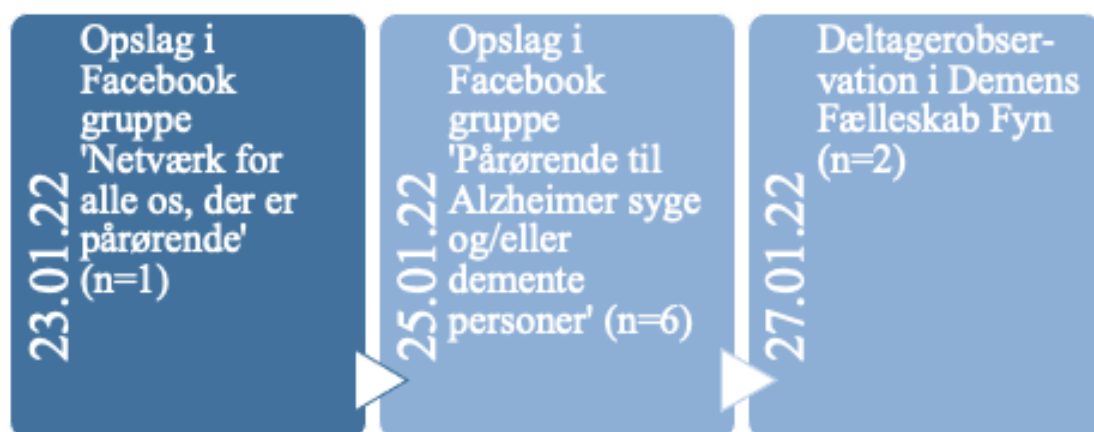 23.01.22
Opslag i
Facebook
gruppe
'Netværk for
alle os, der er
pårørende'
(n=1)
25.01.22
Opslag i
Facebook
gruppe
'Pårørende til
Alzheimer syge
og/eller
demente
personer' (n=6)
27.01.22
Deltagerobser-
vation i Demens
Fælleskab Fyn
(n=2)